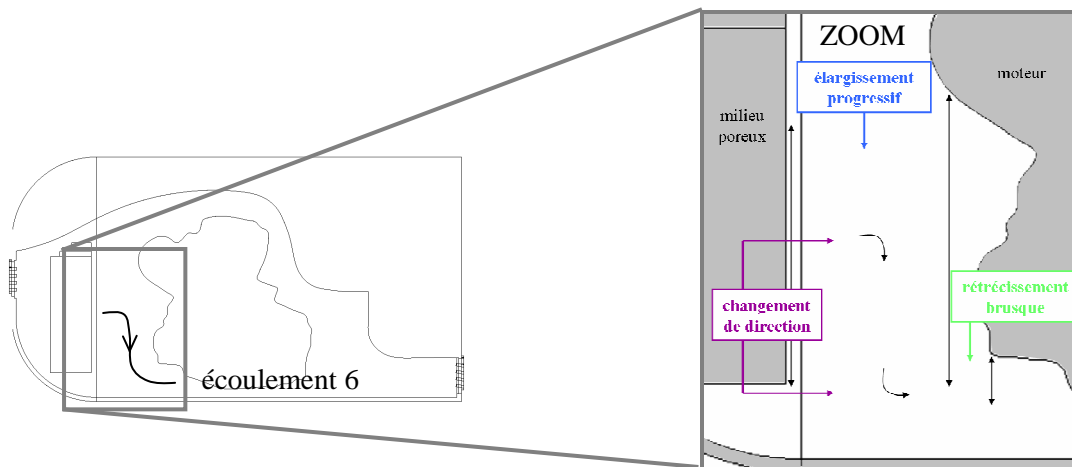 écoulement 6
ZOOM
élargissement
progressif
moteur
milieu
poreux
changement
de direction
rétrécissement
brusque